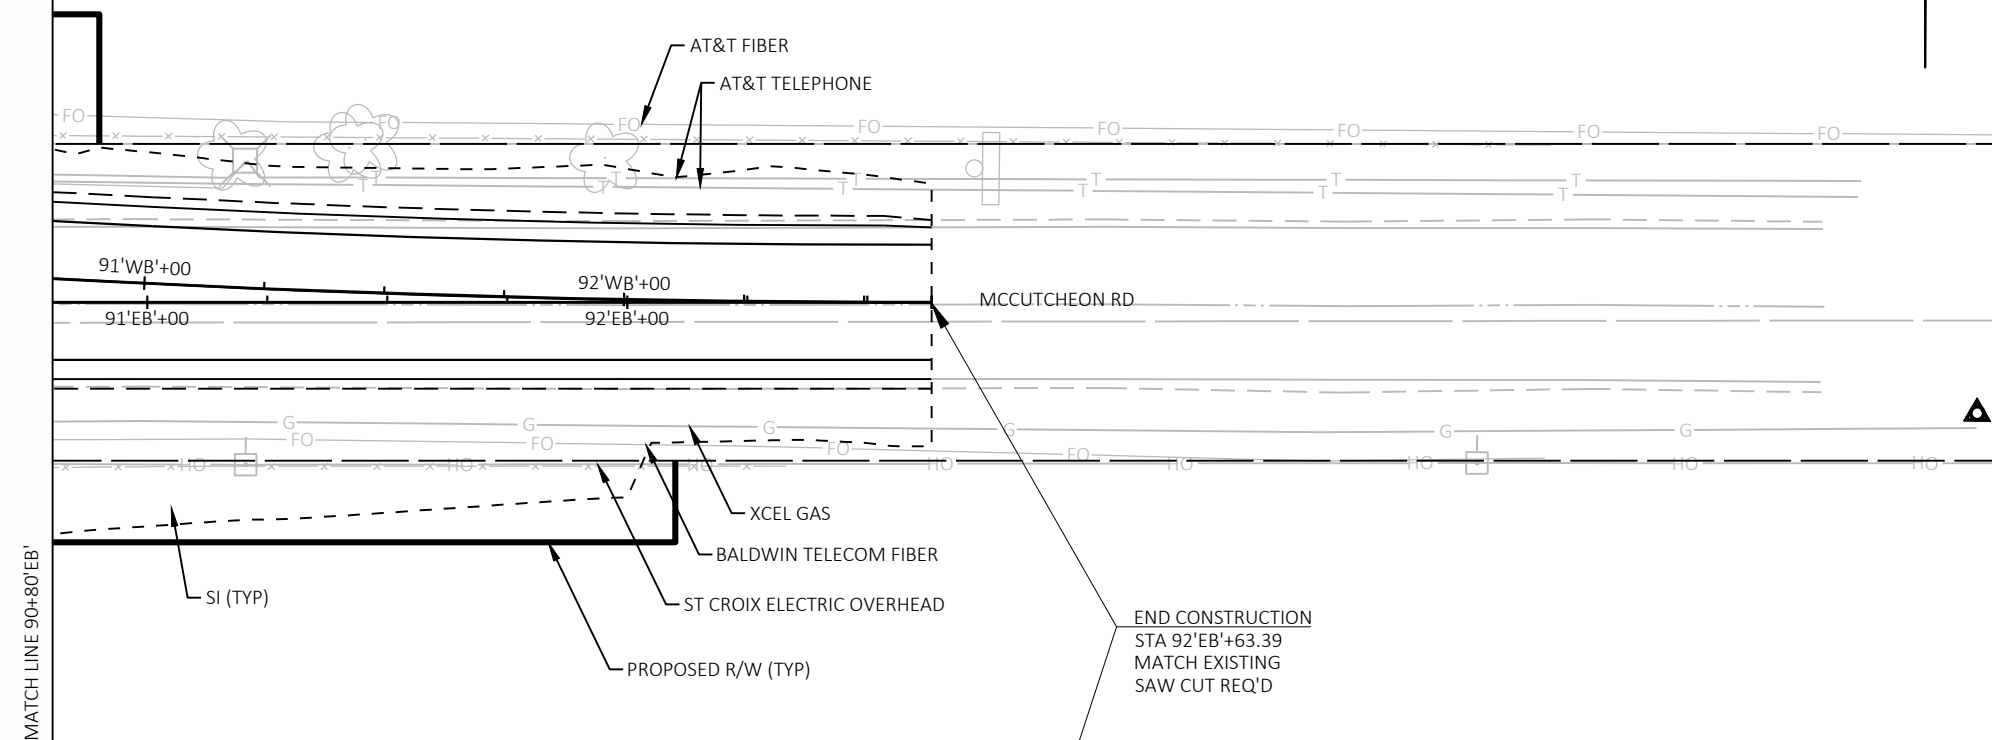 AT&T FIBER
AT&T TELEPHONE
FO
FO
FO
FO
FO
FO
FO
FO
T
T
T
T
T
T
T
T
T
T
T
T
91'WB'+00
92'WB'+00
MCCUTCHEON RD
91'EB'+00
92'EB'+00
G
G
G
G
G
G
FO
FO
FO
FO
HO
HO
HO
HO
HO
HO
HO
HO
XCEL GAS
BALDWIN TELECOM FIBER
SI (TYP)
ST CROIX ELECTRIC OVERHEAD
PROPOSED R/W (TYP)
END CONSTRUCTION
STA 92'EB'+63.39
MATCH EXISTING
SAW CUT REQ'D
MATCH LINE 90+80'EB'